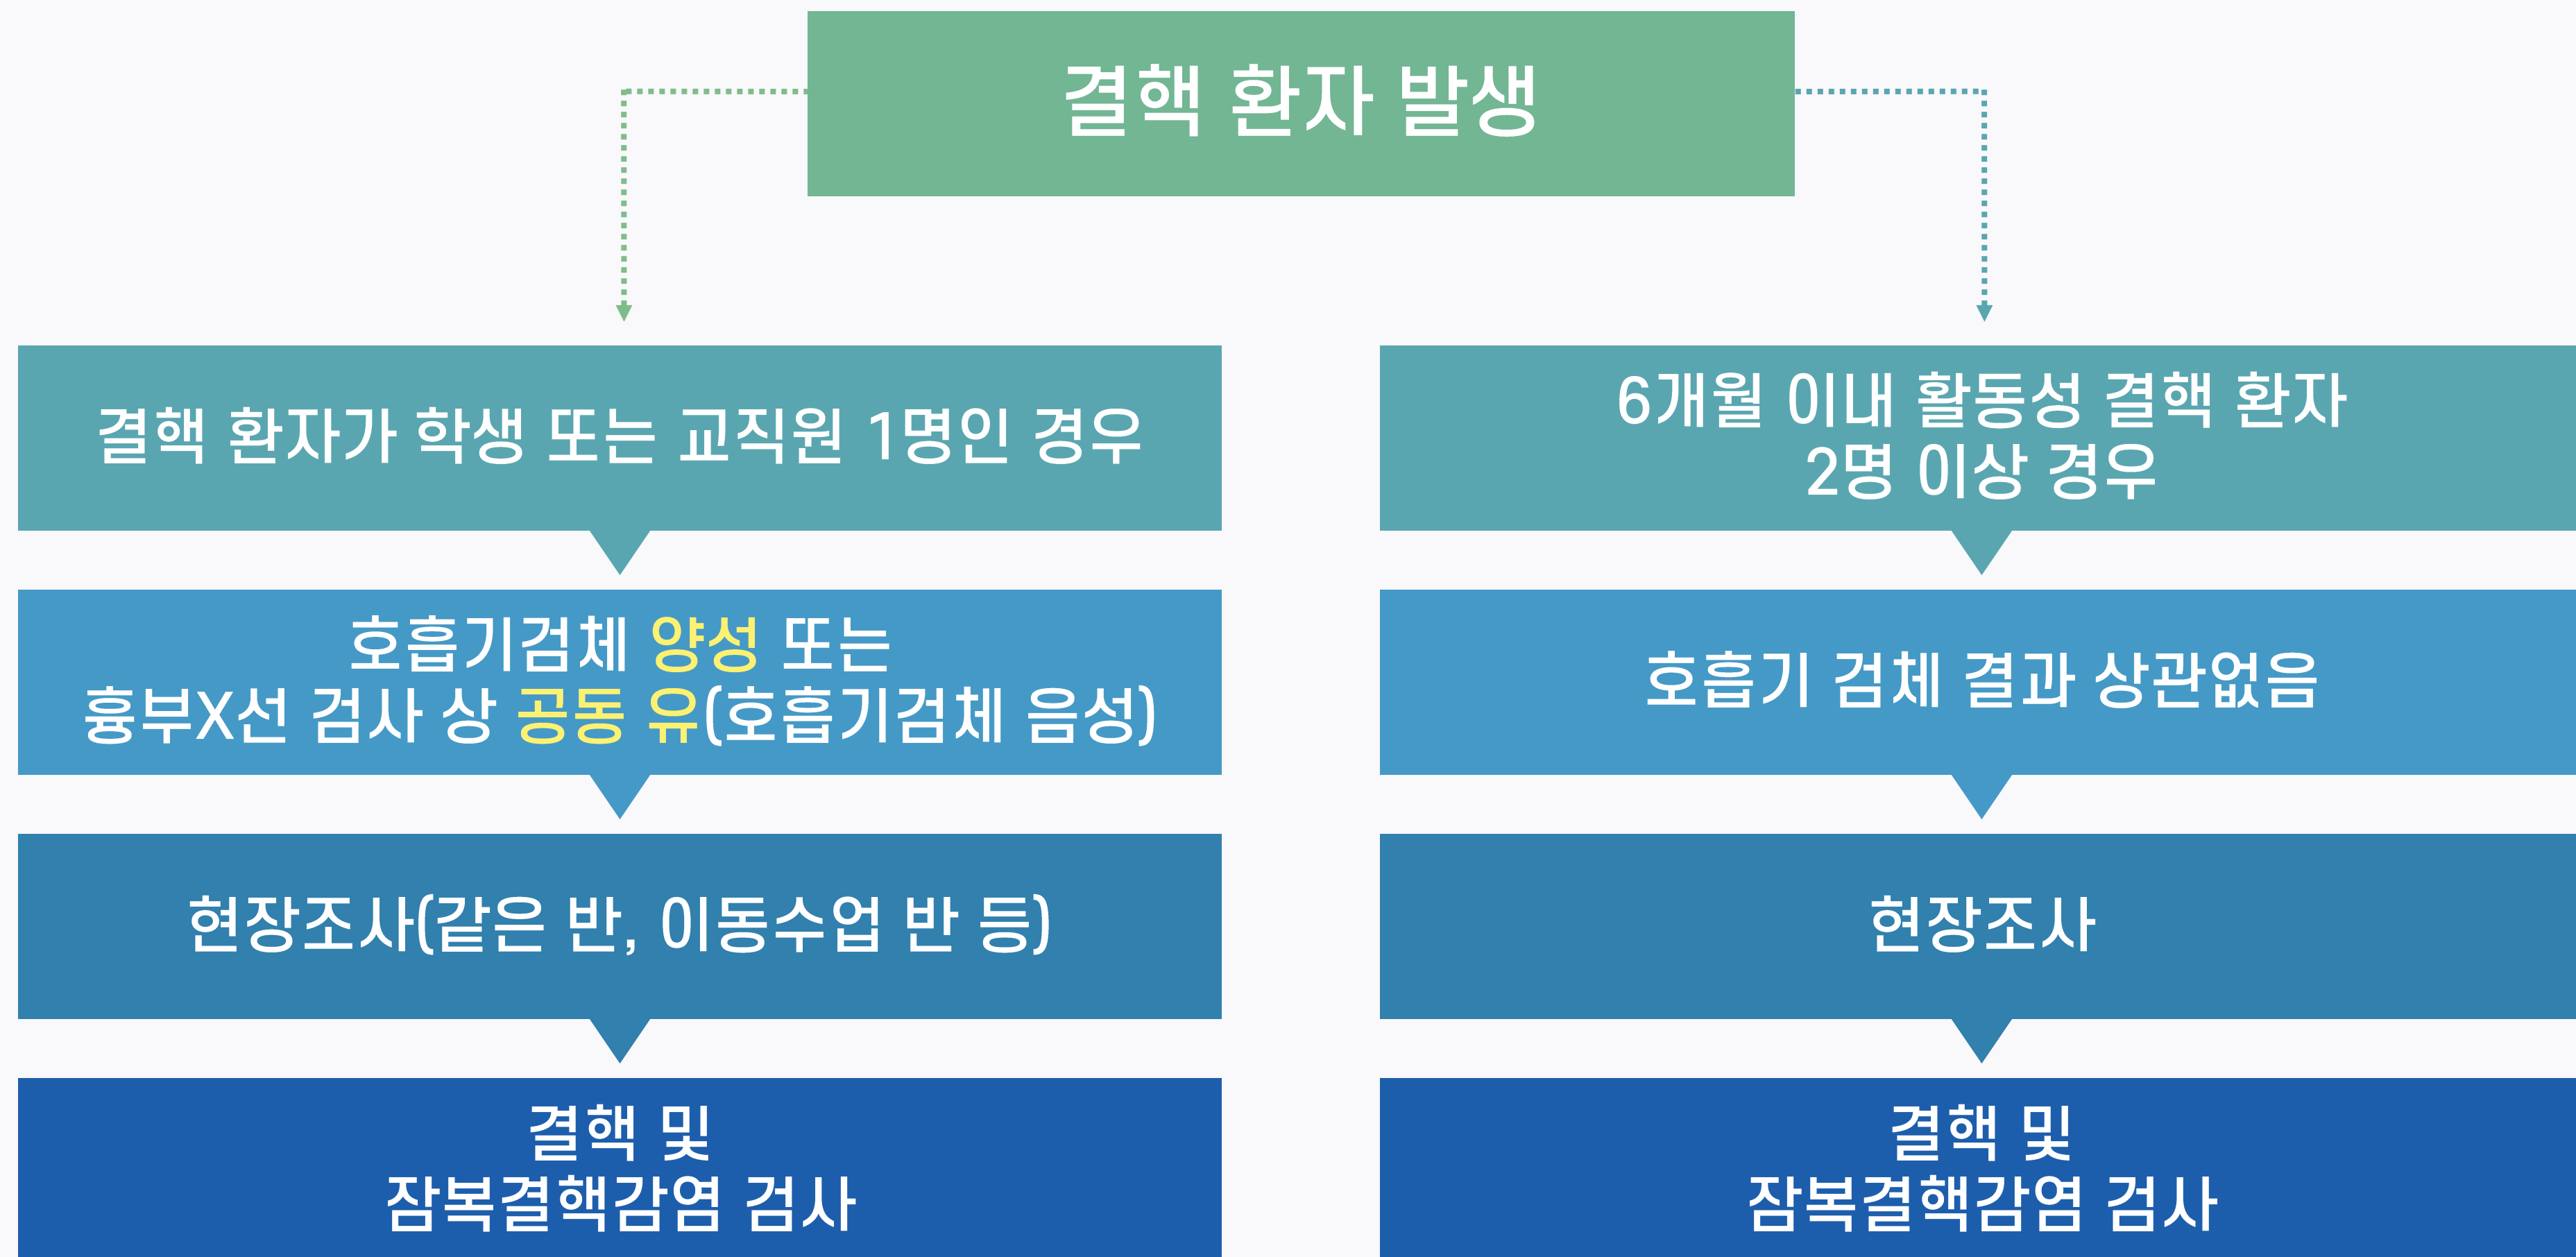 결핵 환자 발생
결핵 환자가 학생 또는 교직원 1명인 경우
호흡기검체 양성 또는
흉부X선 검사 상 공동 유(호흡기검체 음성)
현장조사(같은 반, 이동수업 반 등)
결핵 및
잠복결핵감염 검사
6개월 이내 활동성 결핵 환자
2명 이상 경우
호흡기 검체 결과 상관없음
현장조사
결핵 및
잠복결핵감염 검사